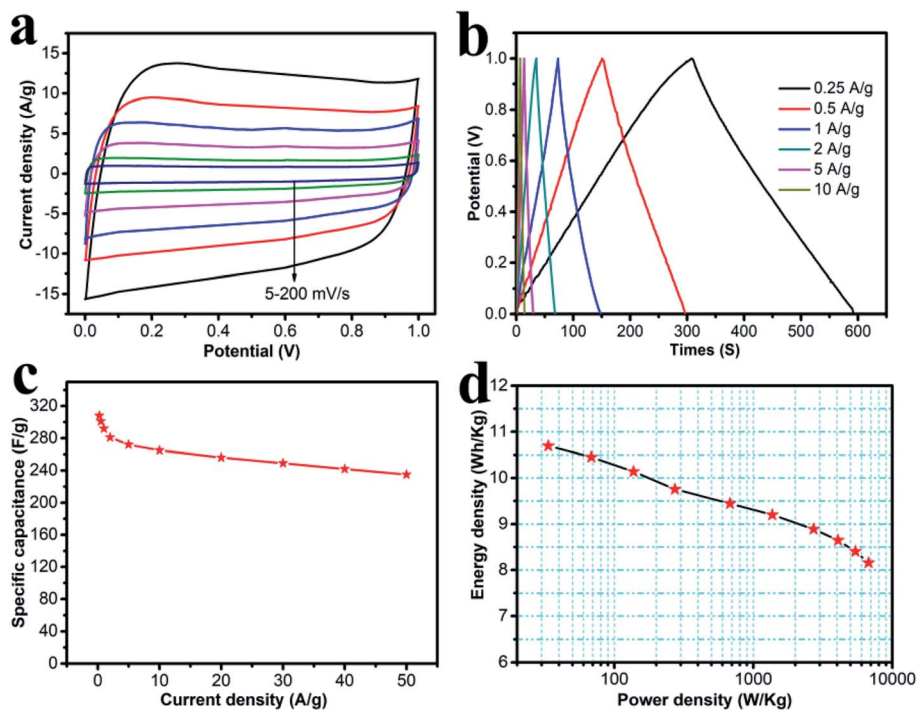 a
Current density (A/g)
15
10
5
0
-5
-10
-15
5-200 mV/s
0.0 0.2 0.4 0.6 0.8 1.0
Potential (V)
b
Potential (V)
1.0
0.8
0.6
0.4
0.2
0.0
0.25 A/g
0.5 A/g
1 A/g
2 A/g
5 A/g
10 A/g
0 100 200 300 400 500 600
Times (S)
c
Specific capacitance (F/g)
320
280
240
200
160
120
80
40
0
0 10 20 30 40 50
Current density (A/g)
d
Energy density (Wh/Kg)
12
11
10
9
8
7
6
100 1000 10000
Power density (W/Kg)